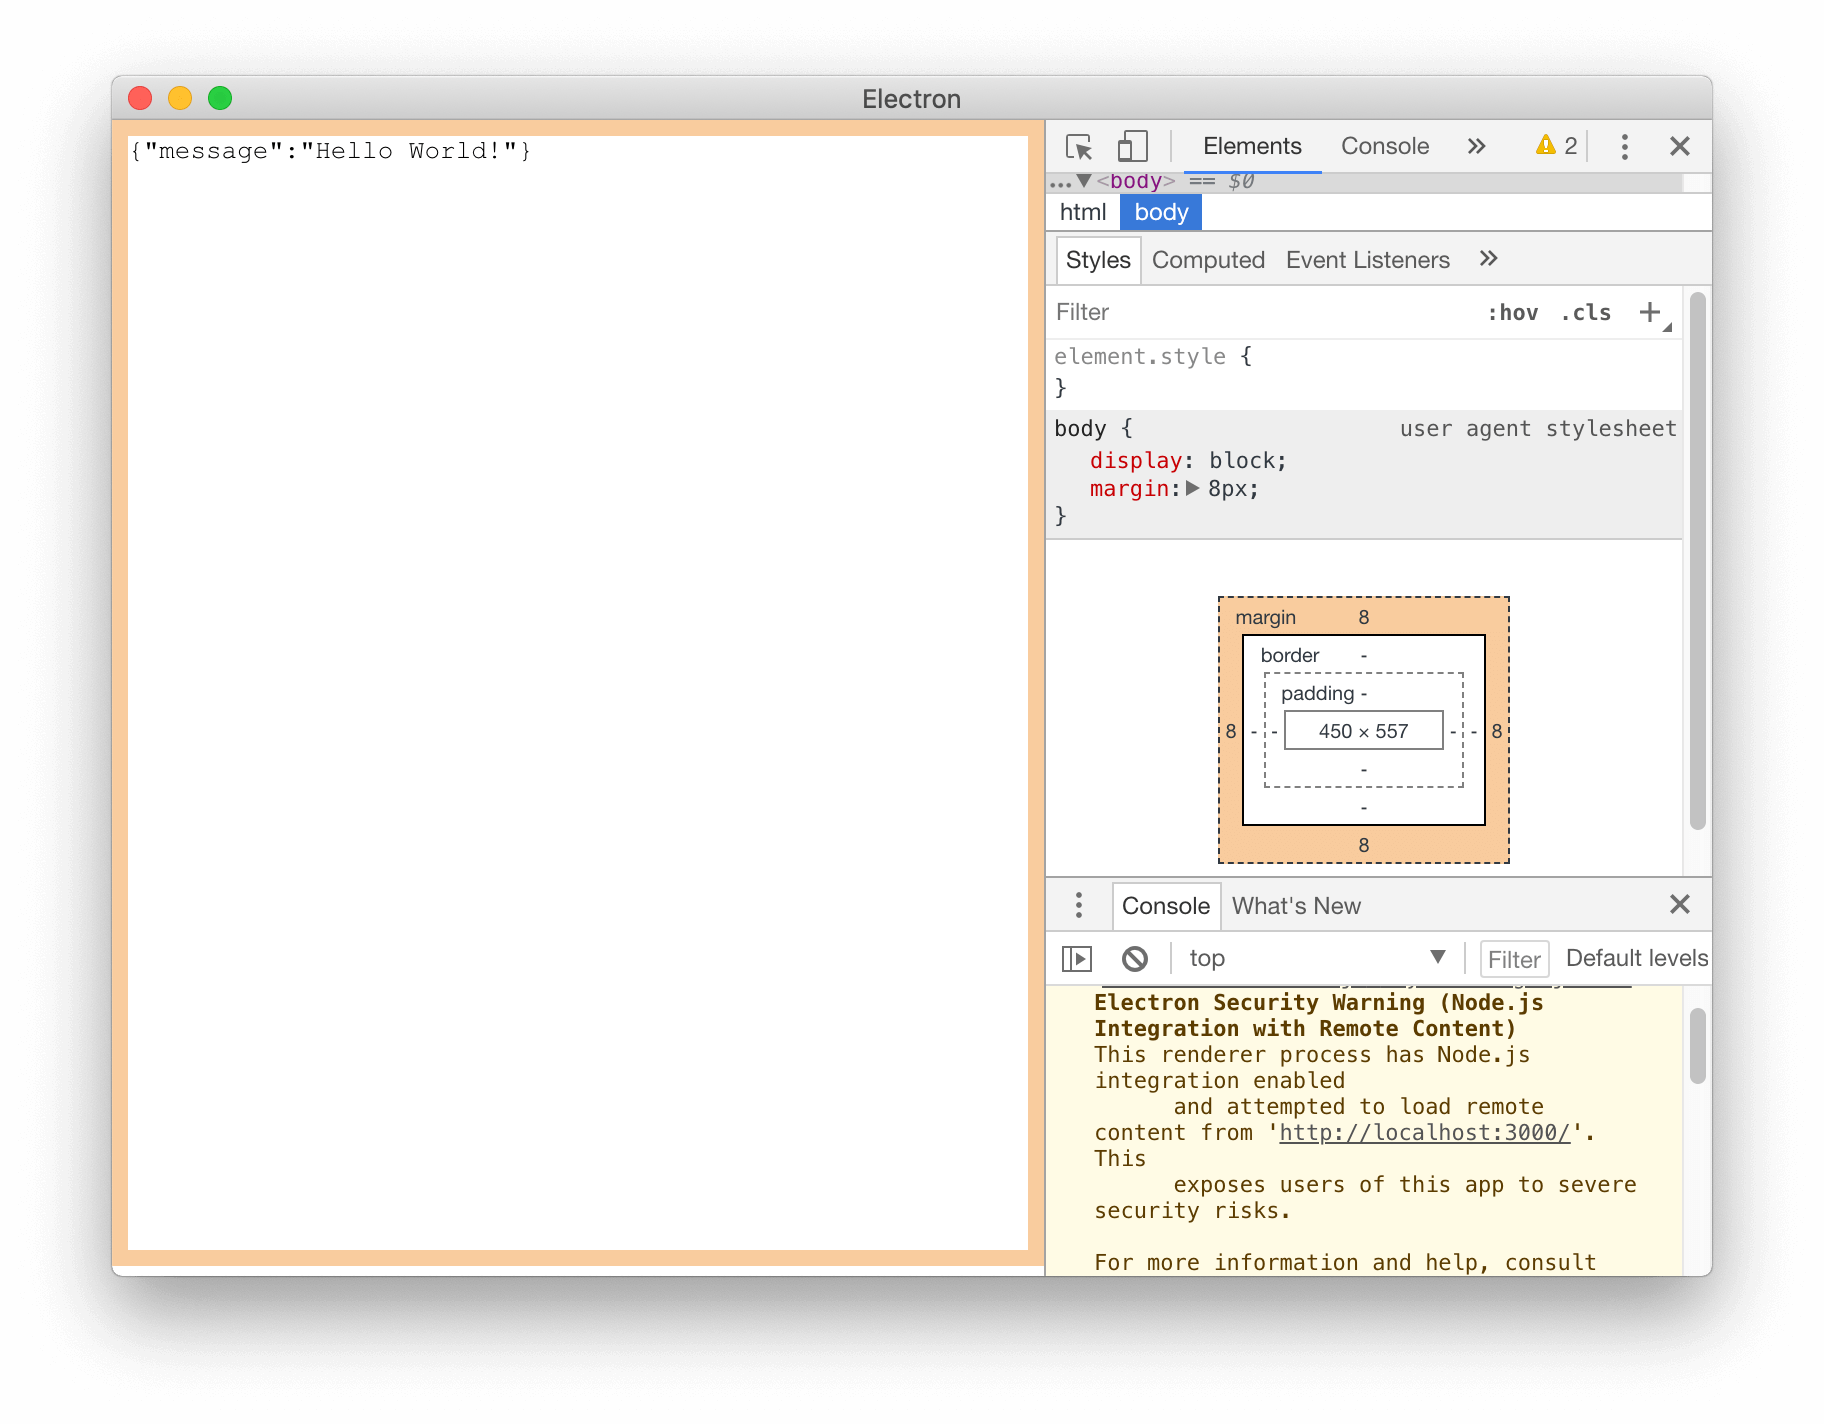 Electron
{"message":"Hello World!"}
Elements Console » 2
… <body> == $0
html body
Styles Computed Event Listeners »
Filter :hov .cls +
element.style {
}
body { user agent stylesheet
display: block;
margin: 8px;
}
margin 8
border -
padding -
8 - - 450 × 557 - - 8
-
-
8
Console What's New
top Filter Default levels
Electron Security Warning (Node.js
Integration with Remote Content)
This renderer process has Node.js
integration enabled
and attempted to load remote
content from 'http://localhost:3000/'.
This
exposes users of this app to severe
security risks.
For more information and help, consult